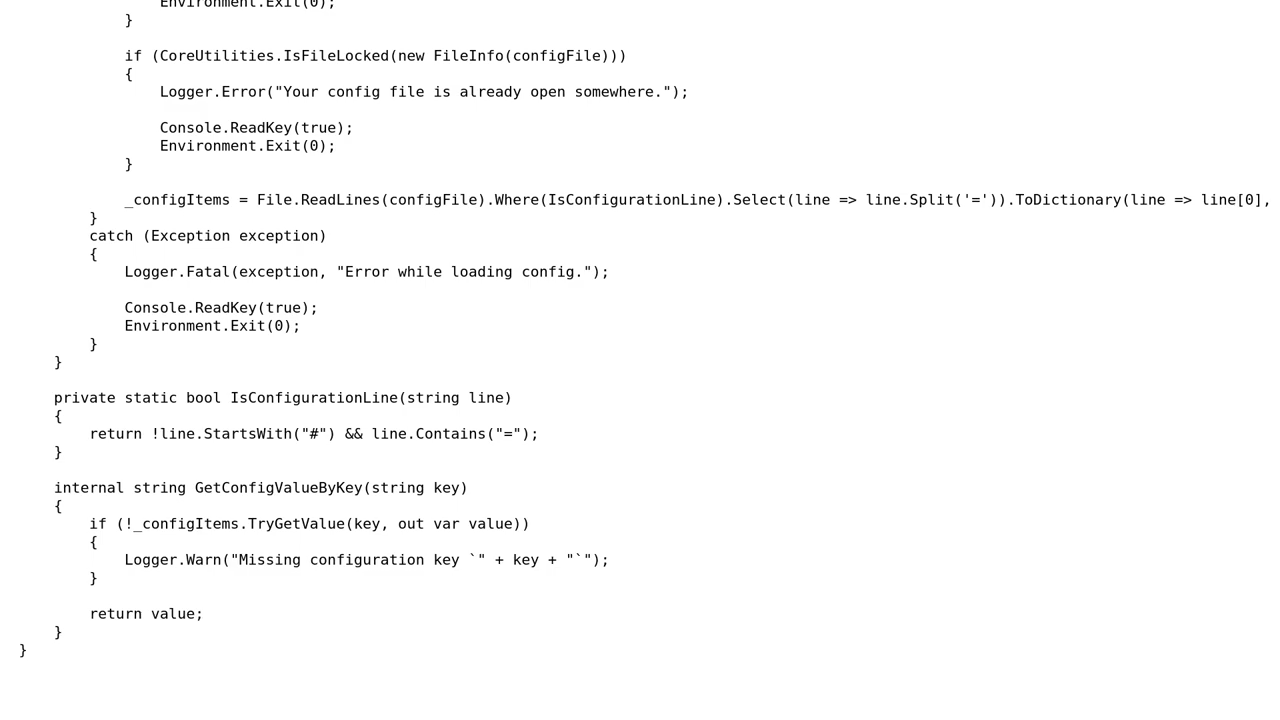 Environment.Exit(0);
}
if (CoreUtilities.IsFileLocked(new FileInfo(configFile)))
{
Logger.Error("Your config file is already open somewhere.");
Console.ReadKey(true);
Environment.Exit(0);
}
_configItems = File.ReadLines(configFile).Where(IsConfigurationLine).Select(line => line.Split('=')).ToDictionary(line => line[0],
}
catch (Exception exception)
{
Logger.Fatal(exception, "Error while loading config.");
Console.ReadKey(true);
Environment.Exit(0);
}
}
private static bool IsConfigurationLine(string line)
{
return !line.StartsWith("#") && line.Contains("=");
}
internal string GetConfigValueByKey(string key)
{
if (!_configItems.TryGetValue(key, out var value))
{
Logger.Warn("Missing configuration key `" + key + "`");
}
return value;
}
}